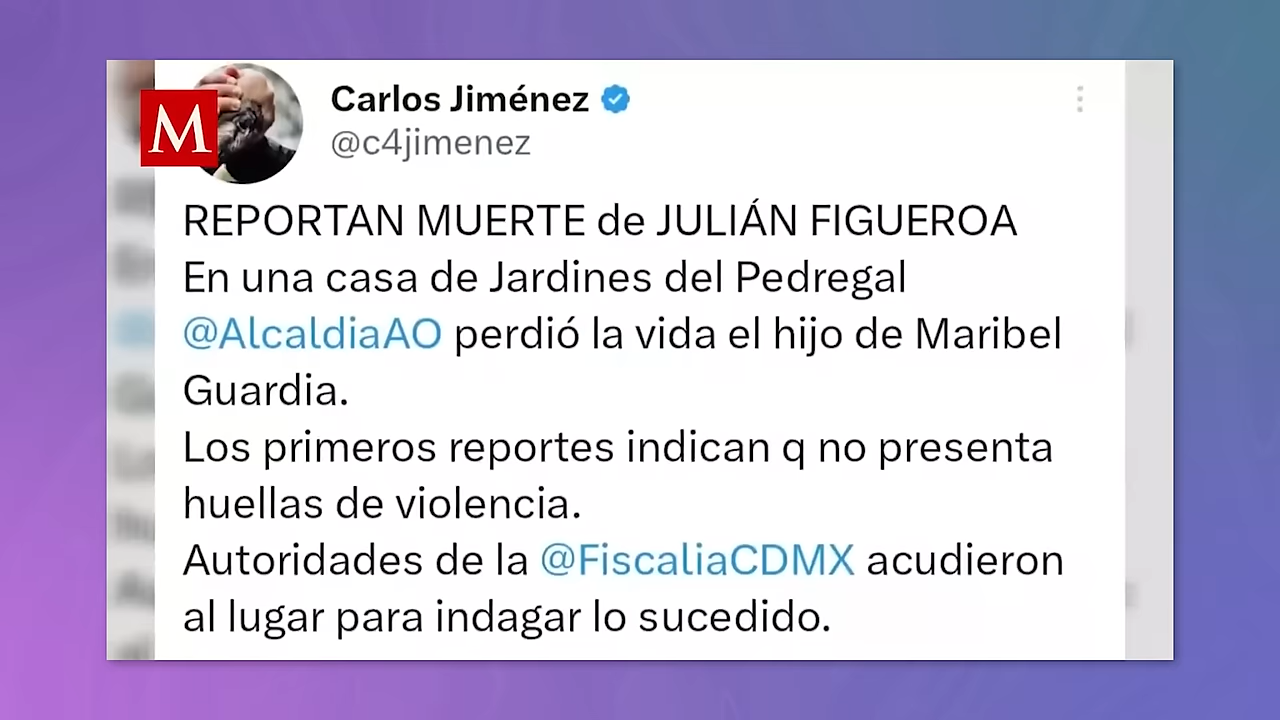 M
Carlos Jiménez
@c4jimenez
REPORTAN MUERTE de JULIÁN FIGUEROA
En una casa de Jardines del Pedregal
@AlcaldiaAO perdió la vida el hijo de Maribel
Guardia.
Los primeros reportes indican q no presenta
huellas de violencia.
Autoridades de la @FiscaliaCDMX acudieron
al lugar para indagar lo sucedido.